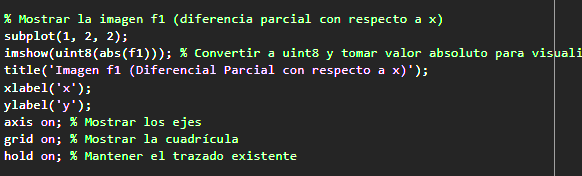 % Mostrar la imagen f1 (diferencia parcial con respecto a x)
subplot(1, 2, 2);
imshow(uint8(abs(f1))); % Convertir a uint8 y tomar valor absoluto para visuali
title('Imagen f1 (Diferencial Parcial con respecto a x)');
xlabel('x');
ylabel('y');
axis on; % Mostrar los ejes
grid on; % Mostrar la cuadrícula
hold on; % Mantener el trazado existente